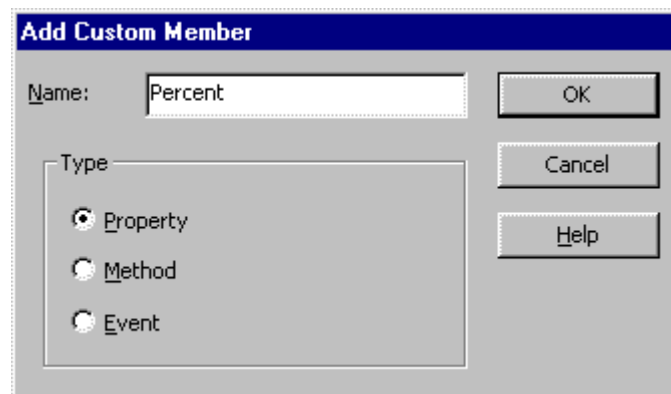 Add Custom Member
Name: Percent OK
Type Cancel
Property Help
Method
Event